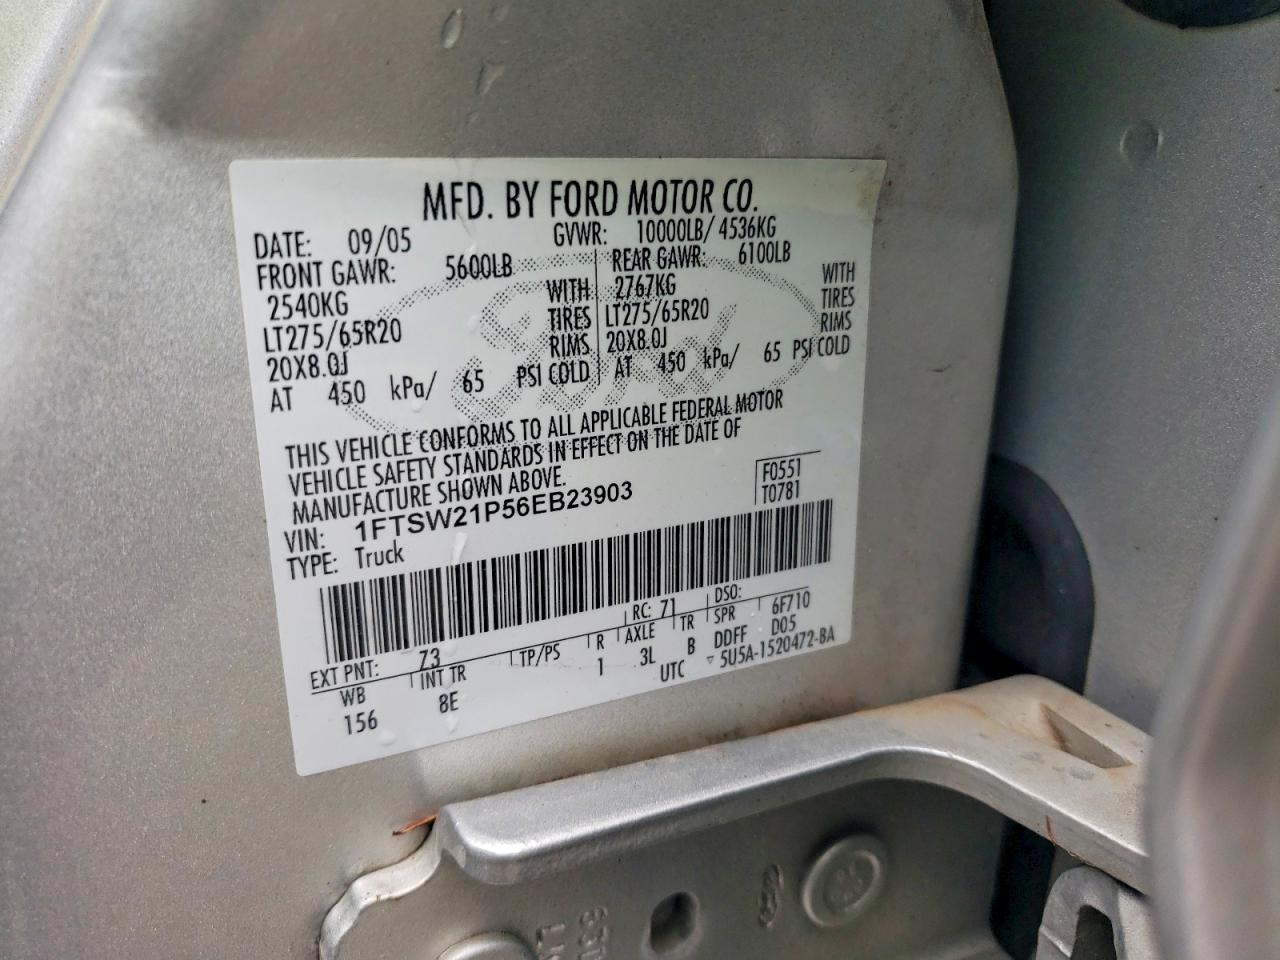 MFD. BY FORD MOTOR CO.
DATE: 09/05 GVWR: 10000LB/ 4536KG
FRONT GAWR: 5600LB REAR GAWR: 6100LB
2540KG WITH 2767KG WITH
LT275/65R20 TIRES LT275/65R20 TIRES
20X8.0J RIMS 20X8.0J RIMS
AT 450 kPa/ 65 PSI COLD AT 450 kPa/ 65 PSI COLD
THIS VEHICLE CONFORMS TO ALL APPLICABLE FEDERAL MOTOR
VEHICLE SAFETY STANDARDS IN EFFECT ON THE DATE OF
MANUFACTURE SHOWN ABOVE.
VIN: 1FTSW21P56EB23903
TYPE: Truck
F0551
T0781
RC: 71 DSO:
EXT PNT: 73 TP/PS R AXLE TR SPR 6F710
WB INT TR 1 3L B DDFF D05
156 8E UTC ▽ 5U5A-1520472-BA